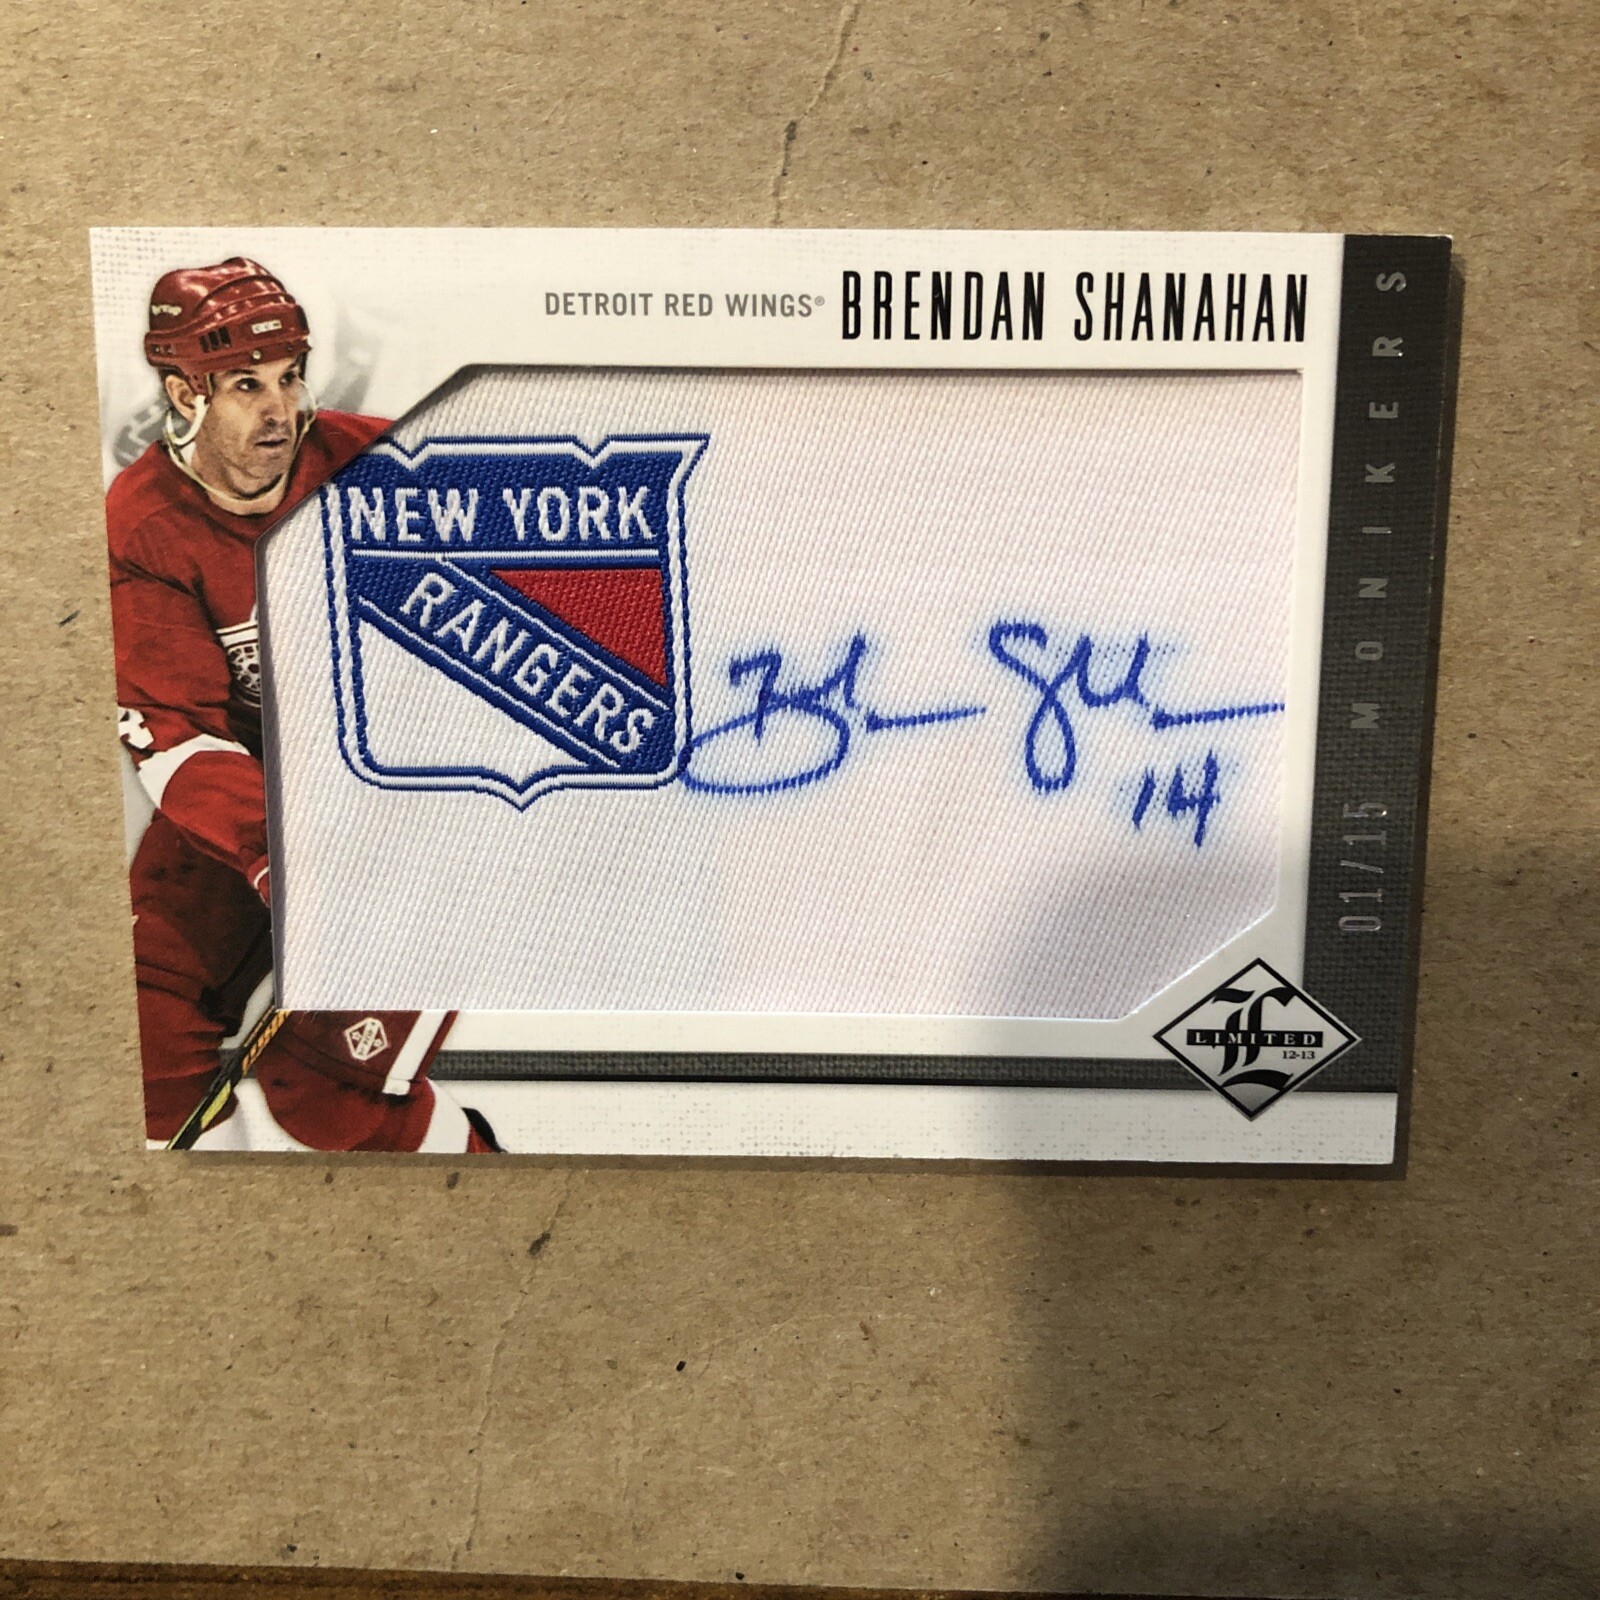 DETROIT RED WINGS® BRENDAN SHANAHAN
NEW YORK
RANGERS
14
01/15 MONIKERS
LIMITED
12-13